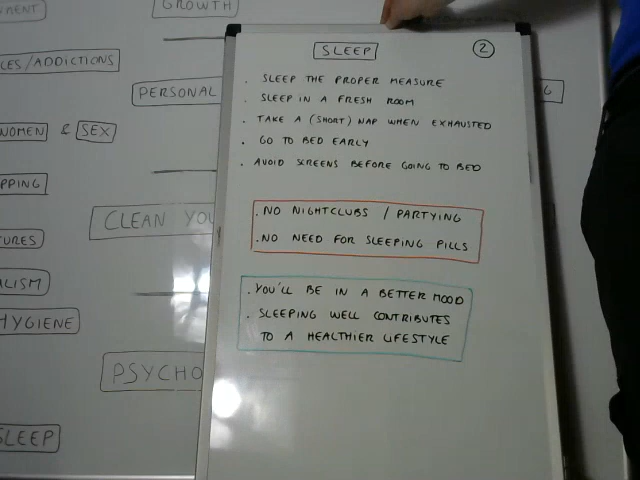 SLEEP
2
. SLEEP THE PROPER MEASURE
. SLEEP IN A FRESH ROOM
. TAKE A (SHORT) NAP WHEN EXHAUSTED
. GO TO BED EARLY
. AVOID SCREENS BEFORE GOING TO BED
. NO NIGHTCLUBS / PARTYING
. NO NEED FOR SLEEPING PILLS
. YOU'LL BE IN A BETTER MOOD
. SLEEPING WELL CONTRIBUTES
TO A HEALTHIER LIFESTYLE
GROWTH
LES/ADDICTIONS
PERSONAL
WOMEN & SEX
PPING
CLEAN YOU
TURES
ALISM
HYGIENE
PSYCHO
SLEEP
G